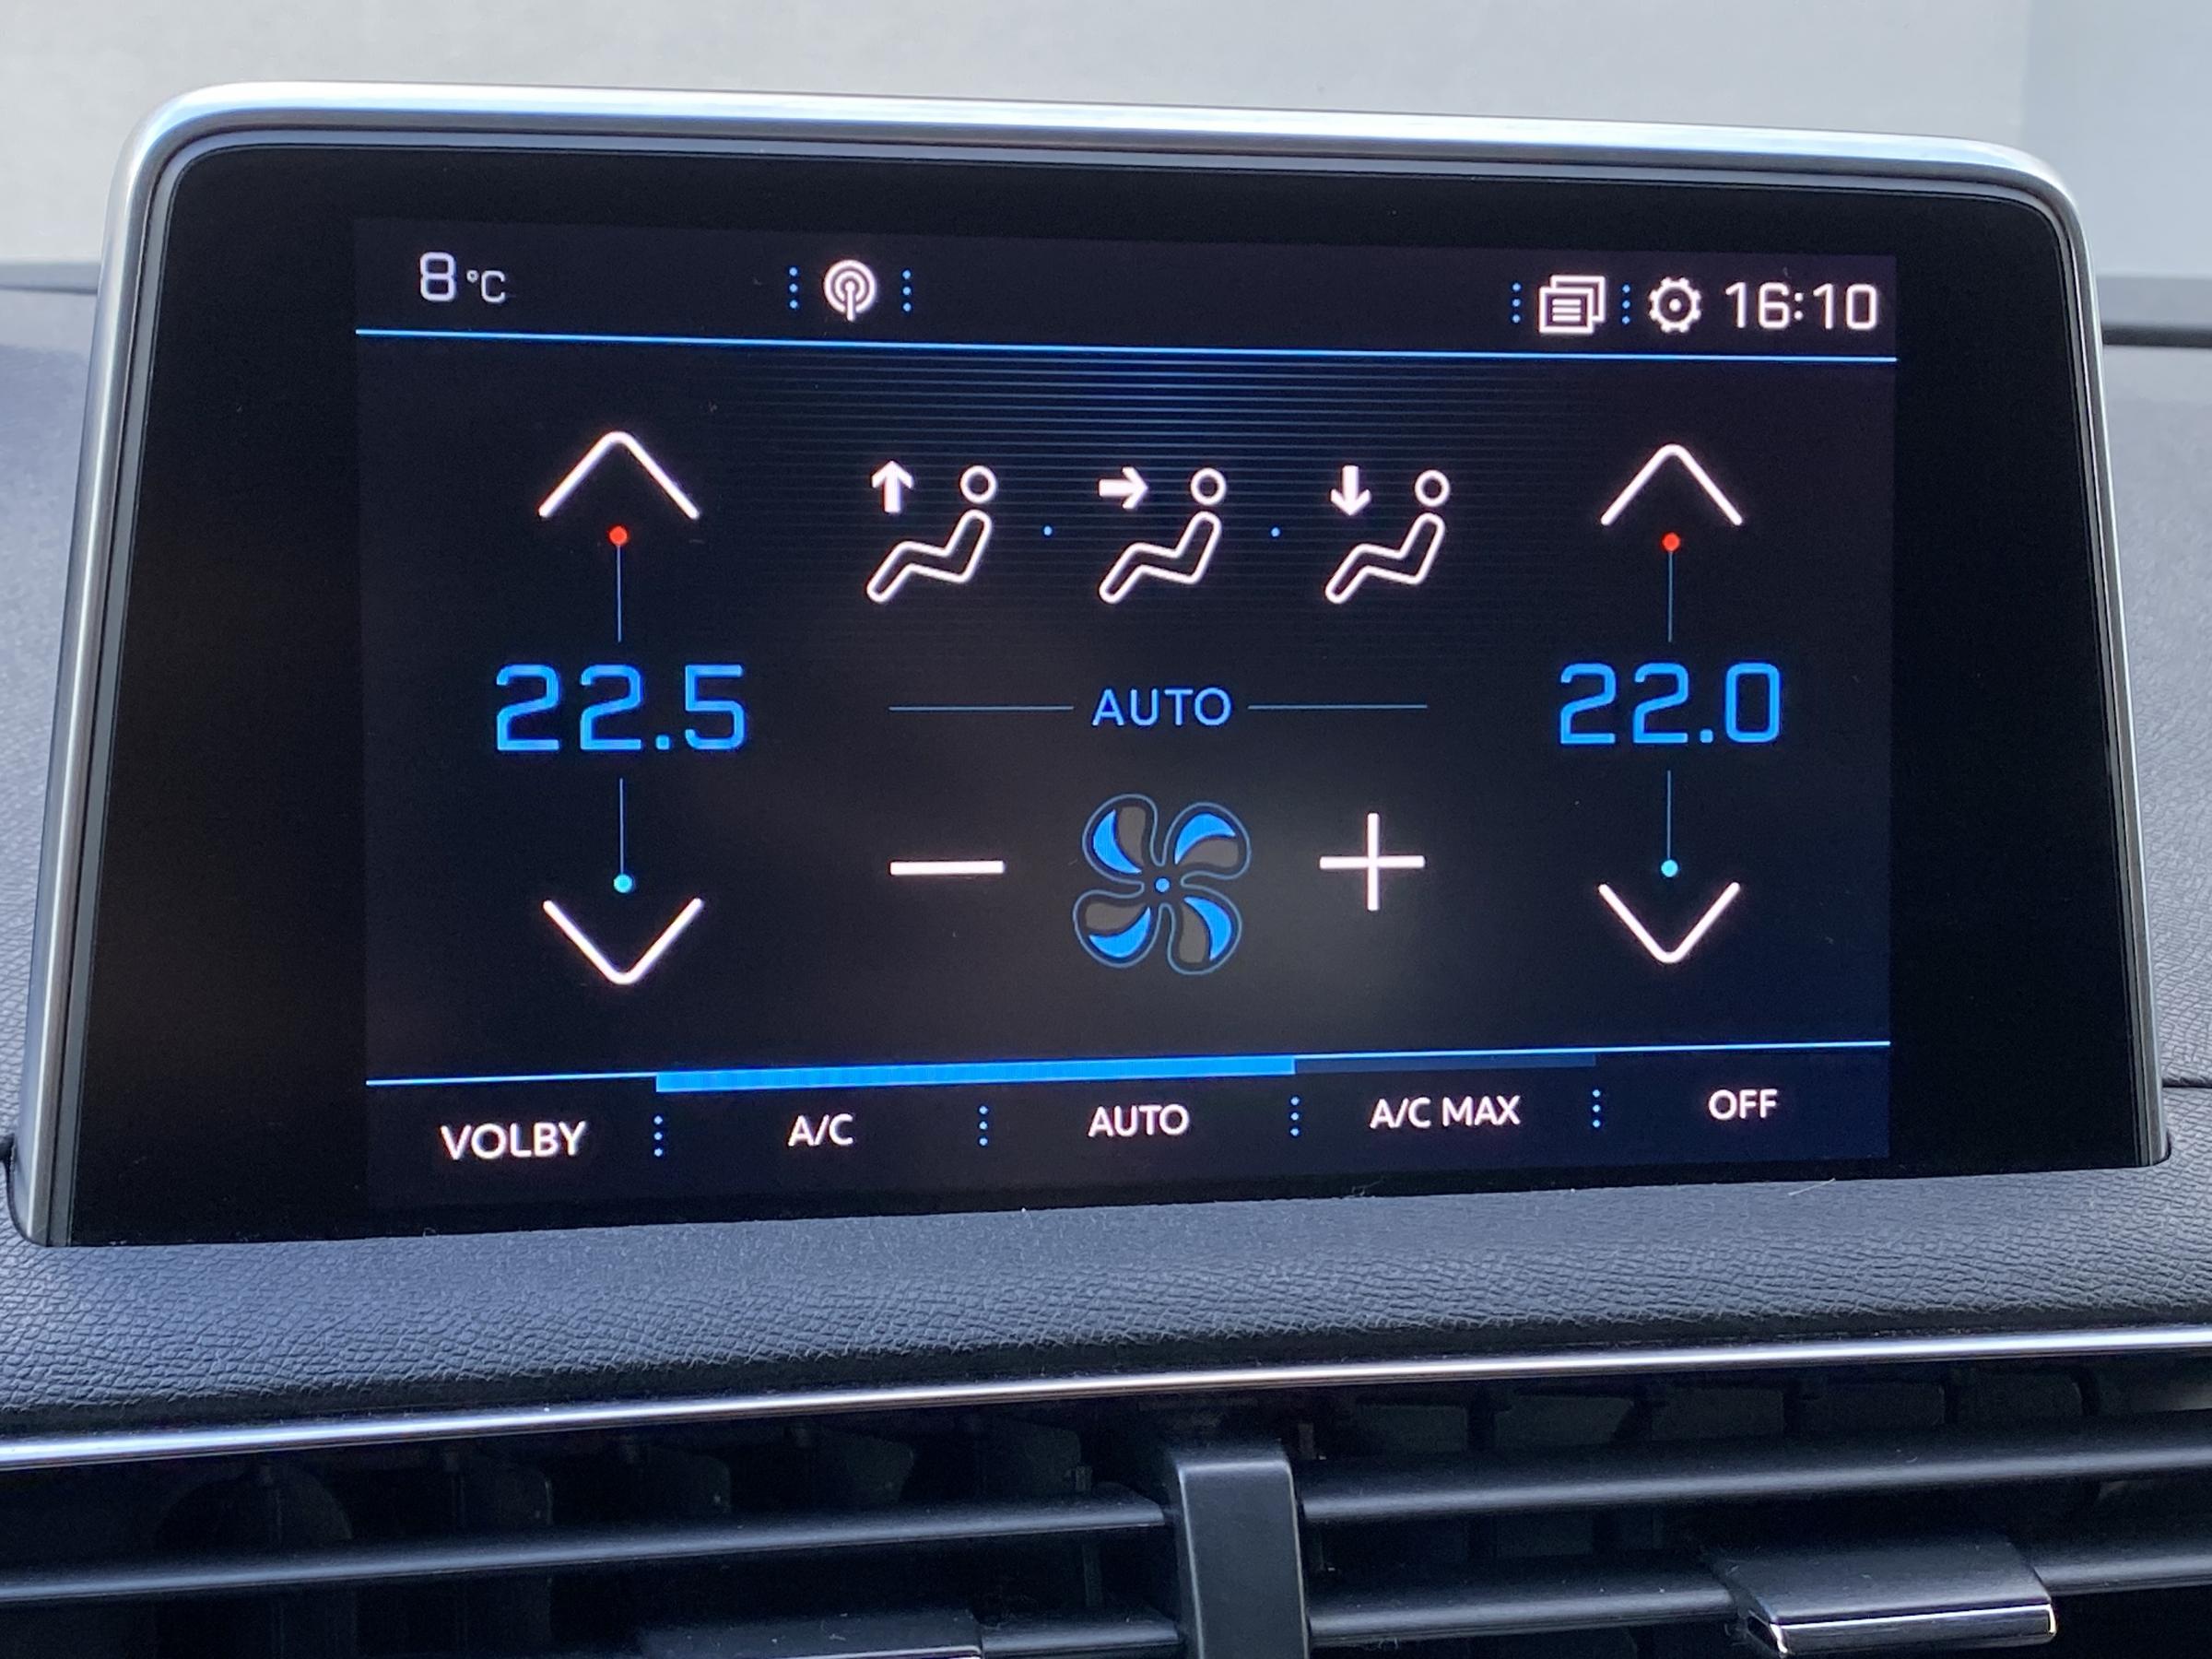 8 °C 16:10
22.5 AUTO 22.0
VOLBY A/C AUTO A/C MAX OFF